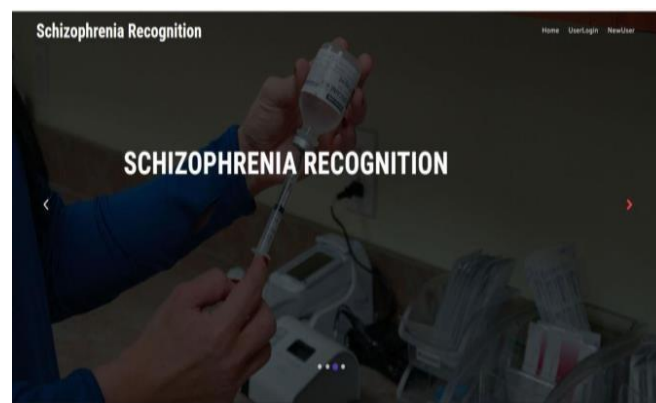 Schizophrenia Recognition
Home UserLogin NewUser
SCHIZOPHRENIA RECOGNITION